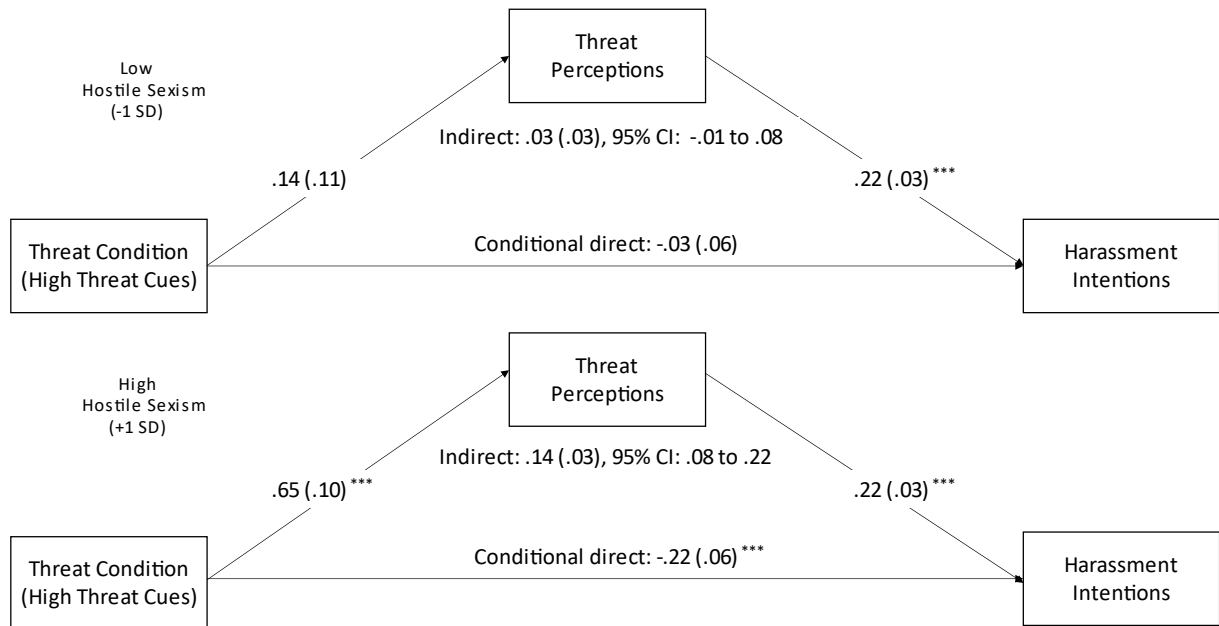 Low
Hostile Sexism
(-1 SD)
Threat
Perceptions
Indirect: .03 (.03), 95% CI: -.01 to .08
.14 (.11)
.22 (.03) ***
Threat Condition
(High Threat Cues)
Conditional direct: -.03 (.06)
Harassment
Intentions
High
Hostile Sexism
(+1 SD)
Threat
Perceptions
Indirect: .14 (.03), 95% CI: .08 to .22
.65 (.10) ***
.22 (.03) ***
Threat Condition
(High Threat Cues)
Conditional direct: -.22 (.06) ***
Harassment
Intentions